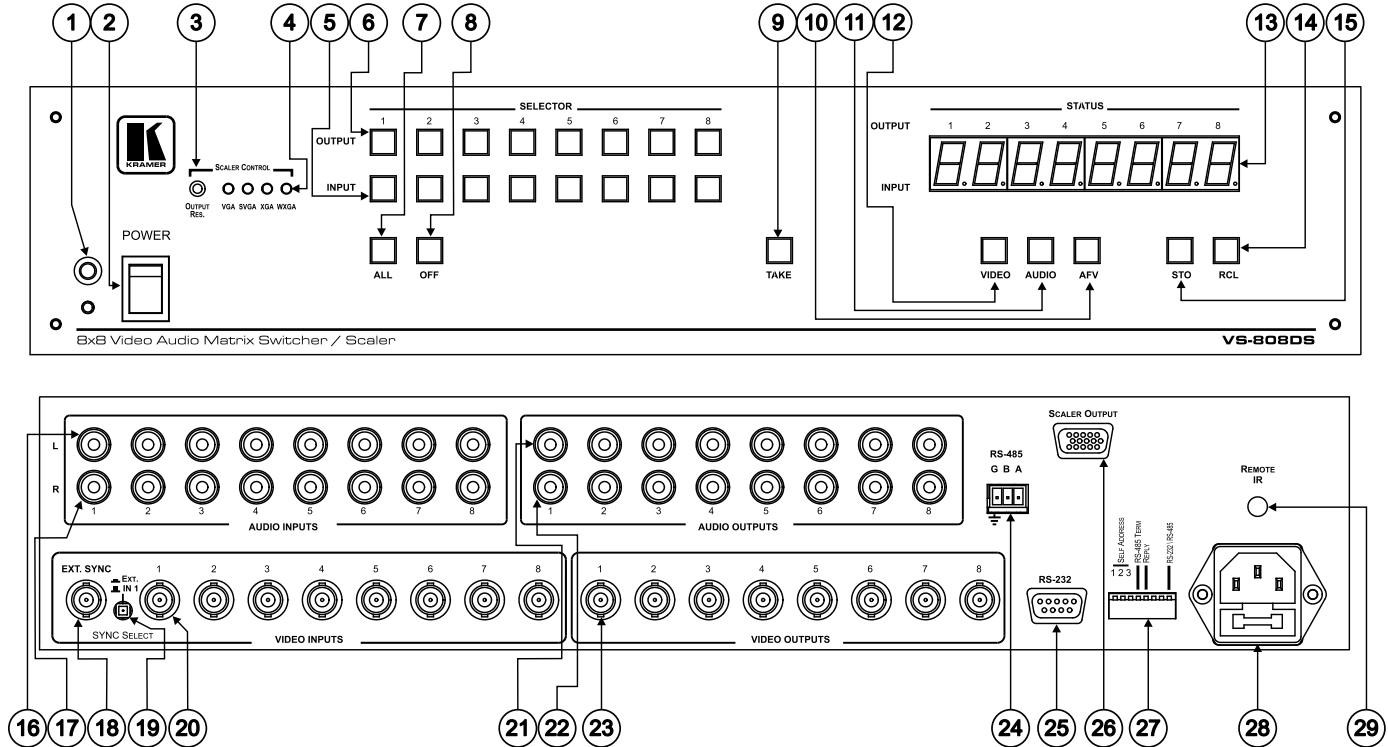 1 2 3 4 5 6 7 8 9 10 11 12 13 14 15
SELECTOR
1 2 3 4 5 6 7 8
OUTPUT
INPUT
STATUS
OUTPUT 1 2 3 4 5 6 7 8
INPUT
K
KRAMER
SCALER CONTROL
OUTPUT RES.
VGA SVGA XGA WXGA
POWER
ALL OFF TAKE VIDEO AUDIO AFV STO RCL
8x8 Video Audio Matrix Switcher / Scaler
VS-808DS
L
R
1 2 3 4 5 6 7 8
AUDIO INPUTS
1 2 3 4 5 6 7 8
AUDIO OUTPUTS
RS-485
G B A
SCALER OUTPUT
REMOTE
IR
EXT. SYNC
EXT.
IN 1
SYNC SELECT
1 2 3 4 5 6 7 8
VIDEO INPUTS
1 2 3 4 5 6 7 8
VIDEO OUTPUTS
RS-232
SELF ADDRESS
1 2 3
RS-485 TERM
REPLY
RS-232 \ RS-485
16 17 18 19 20 21 22 23 24 25 26 27 28 29